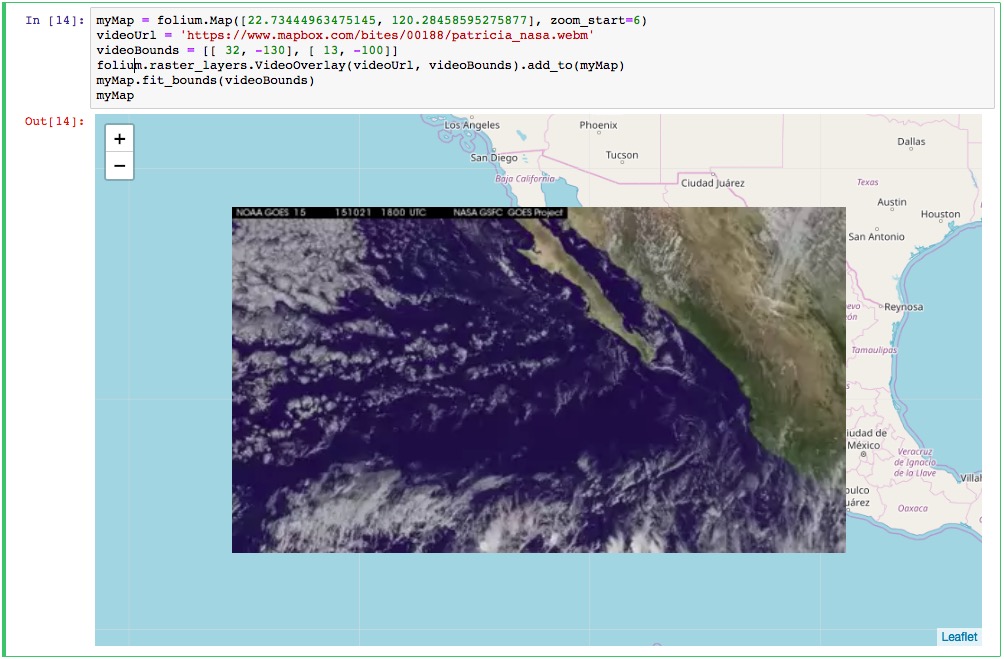 In [14]: myMap = folium.Map([22.73444963475145, 120.28458595275877], zoom_start=6)
videoUrl = 'https://www.mapbox.com/bites/00188/patricia_nasa.webm'
videoBounds = [[ 32, -130], [ 13, -100]]
folium.raster_layers.VideoOverlay(videoUrl, videoBounds).add_to(myMap)
myMap.fit_bounds(videoBounds)
myMap
Out[14]:
+
−
Los Angeles
Phoenix
Dallas
San Diego
Tucson
Baja California
Ciudad Juárez
Texas
Austin
Houston
NOAA GOES 15 151021 1800 UTC NASA GSFC GOES Project
San Antonio
Reynosa
Tamaulipas
iudad de
México
Veracruz
de Ignacio
de la Llave
Oaxaca
Leaflet